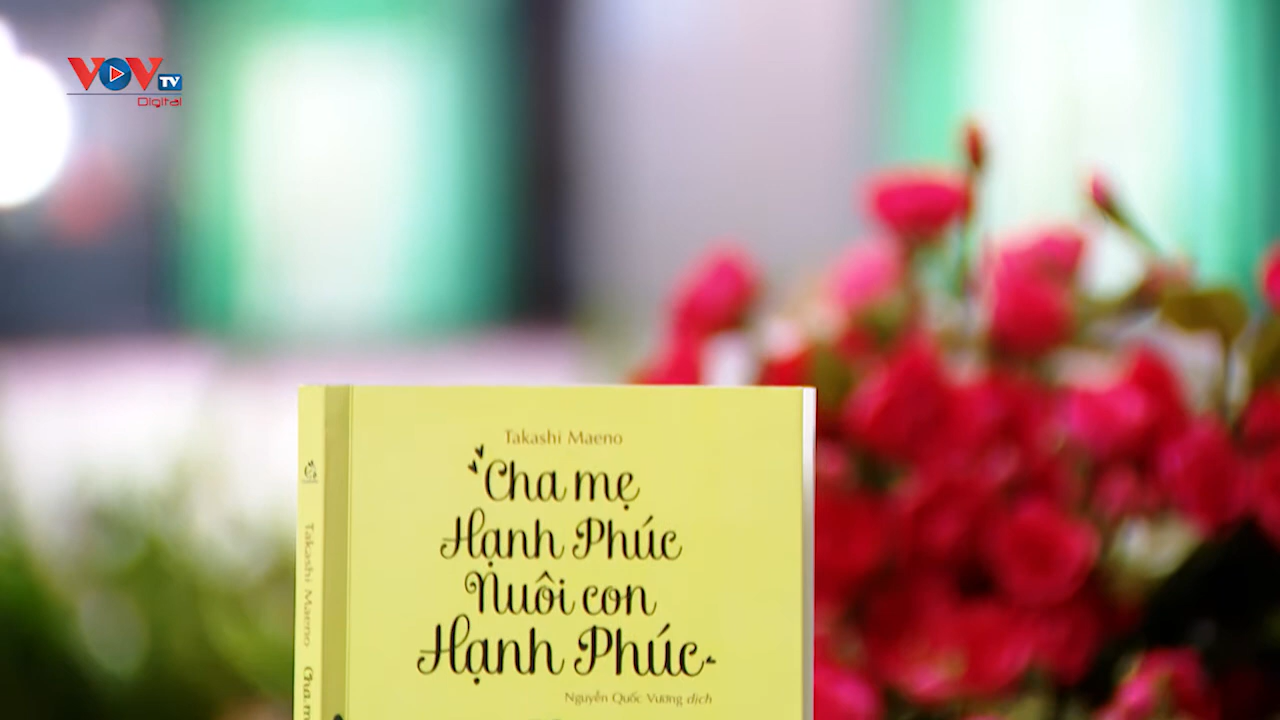 VOV TV
Digital
Takashi Maeno
Cha mẹ
Hạnh Phúc
Nuôi con
Hạnh Phúc
Nguyễn Quốc Vương dịch
Takashi Maeno Cha m